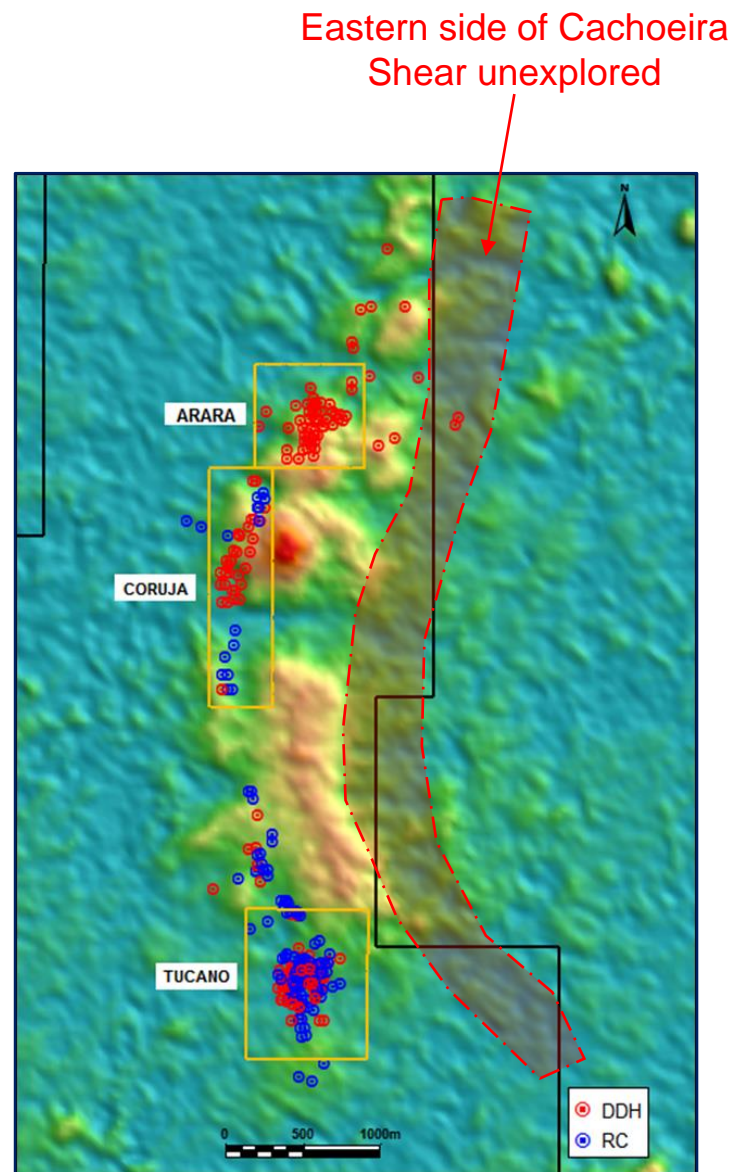 Eastern side of Cachoeira
Shear unexplored
N
ARARA
CORUJA
TUCANO
DDH
RC
0 500 1000m